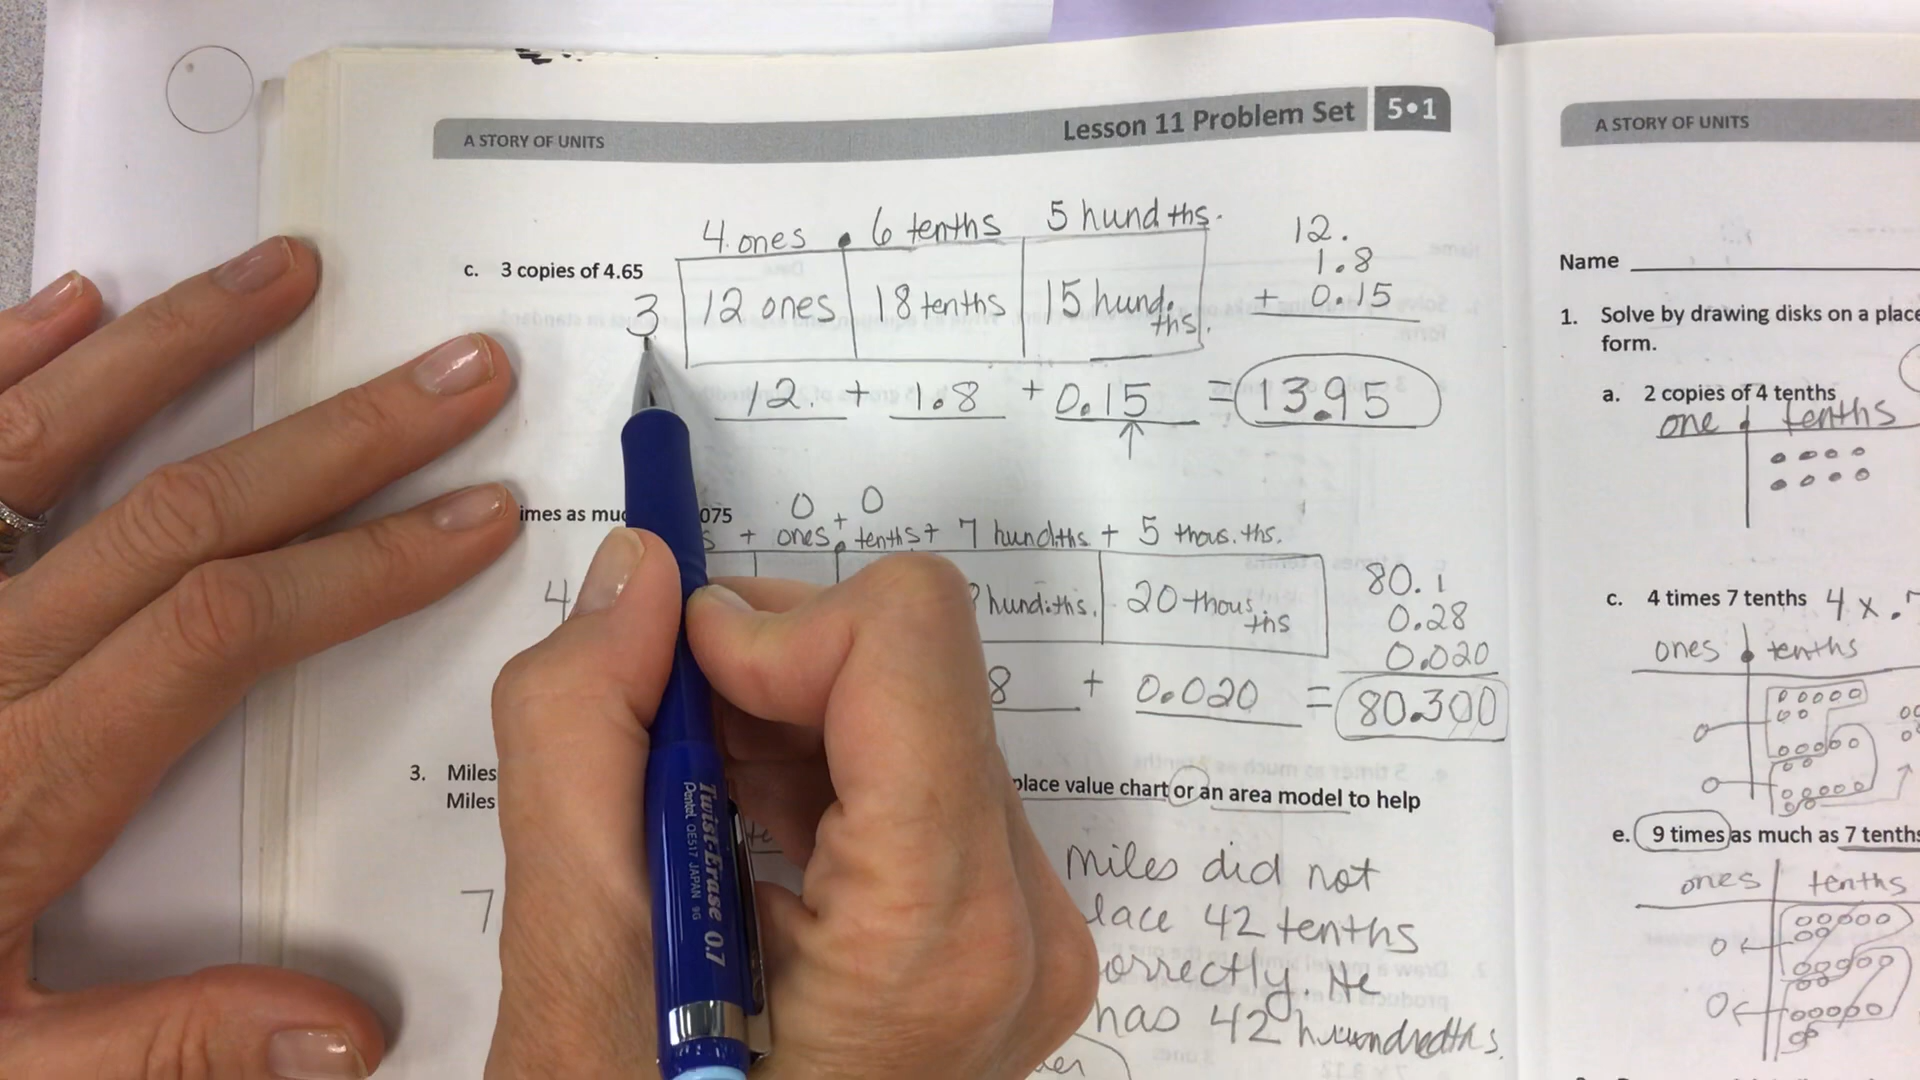 A STORY OF UNITS
Lesson 11 Problem Set 5•1
4 ones . 6 tenths 5 hundths.
c. 3 copies of 4.65
3 12 ones 18 tenths 15 hund.ths.
12. + 1.8 + 0.15 = 13.95
12.
1.8
+ 0.15
imes as 075
0 + 0
s + ones . tenths + 7 hundths + 5 thous.ths.
4 hundths. 20 thous.ths
8 + 0.020 = 80.300
80.
0.28
0.020
3. Miles
Miles
place value chart or an area model to help
7
miles did not
lace 42 tenths
orrectly. He
has 42 hundredths.
Twist-Erase 0.7
Pentel QE517 JAPAN
A STORY OF UNITS
Name
1. Solve by drawing disks on a place
form.
a. 2 copies of 4 tenths
one . tenths
c. 4 times 7 tenths 4 x .7
ones . tenths
e. 9 times as much as 7 tenths
ones tenths